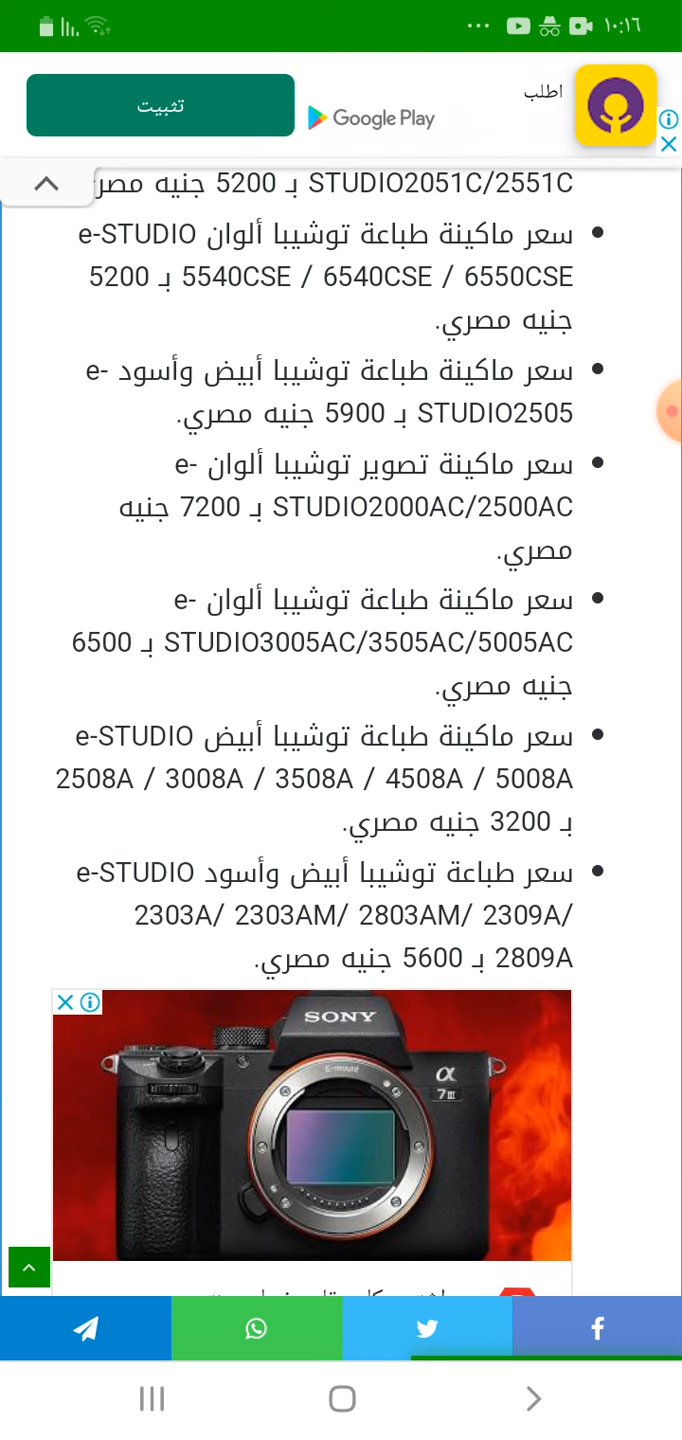 ١٠:١٦
اطلب
Google Play
تثبيت
STUDIO2051C/2551C بـ 5200 جنيه
سعر ماكينة طباعة توشيبا ألوان e-STUDIO
5540CSE / 6540CSE / 6550CSE بـ 5200
جنيه مصري.
سعر ماكينة طباعة توشيبا أبيض وأسود e-
STUDIO2505 بـ 5900 جنيه مصري.
سعر ماكينة تصوير توشيبا ألوان e-
STUDIO2000AC/2500AC بـ 7200 جنيه
مصري.
سعر ماكينة طباعة توشيبا ألوان e-
STUDIO3005AC/3505AC/5005AC بـ 6500
جنيه مصري.
سعر ماكينة طباعة توشيبا أبيض e-STUDIO
2508A / 3008A / 3508A / 4508A / 5008A
بـ 3200 جنيه مصري.
سعر طباعة توشيبا أبيض وأسود e-STUDIO
2303A/ 2303AM/ 2803AM/ 2309A/
2809A بـ 5600 جنيه مصري.
SONY
E-mount
α
7III